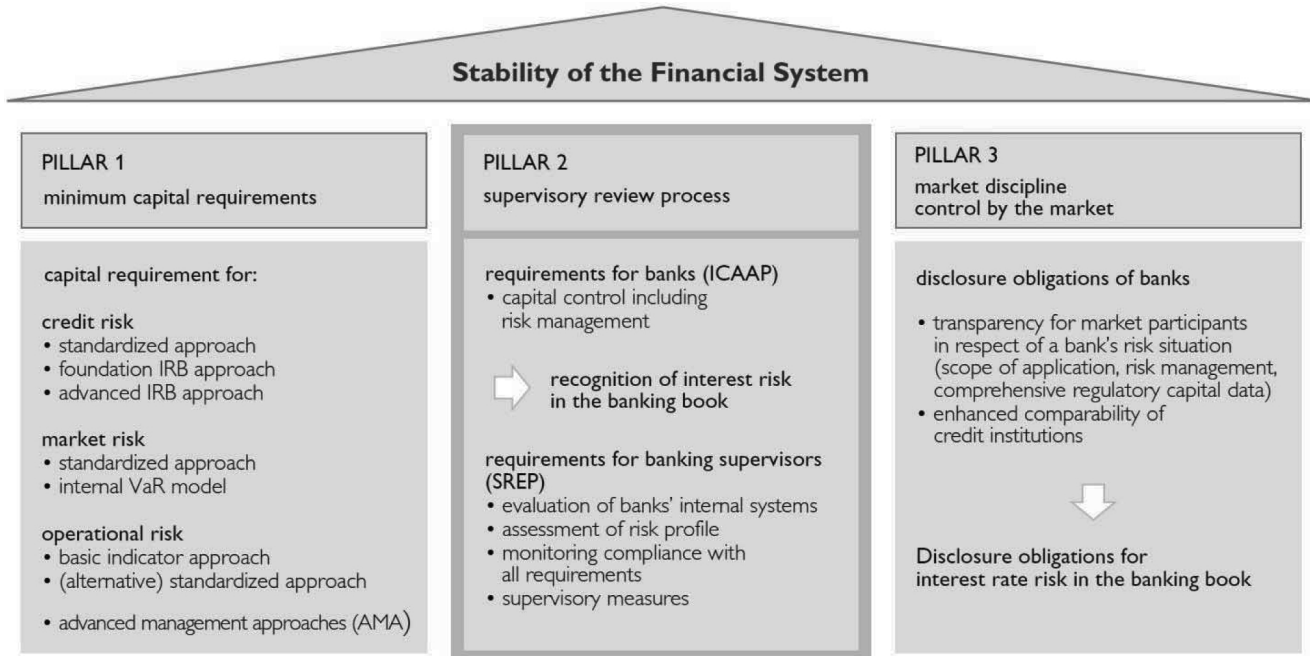 Stability of the Financial System
PILLAR 1
minimum capital requirements
capital requirement for:
credit risk
• standardized approach
• foundation IRB approach
• advanced IRB approach
market risk
• standardized approach
• internal VaR model
operational risk
• basic indicator approach
• (alternative) standardized approach
• advanced management approaches (AMA)
PILLAR 2
supervisory review process
requirements for banks (ICAAP)
• capital control including
risk management
recognition of interest risk
in the banking book
requirements for banking supervisors
(SREP)
• evaluation of banks' internal systems
• assessment of risk profile
• monitoring compliance with
all requirements
• supervisory measures
PILLAR 3
market discipline
control by the market
disclosure obligations of banks
• transparency for market participants
in respect of a bank's risk situation
(scope of application, risk management,
comprehensive regulatory capital data)
• enhanced comparability of
credit institutions
Disclosure obligations for
interest rate risk in the banking book